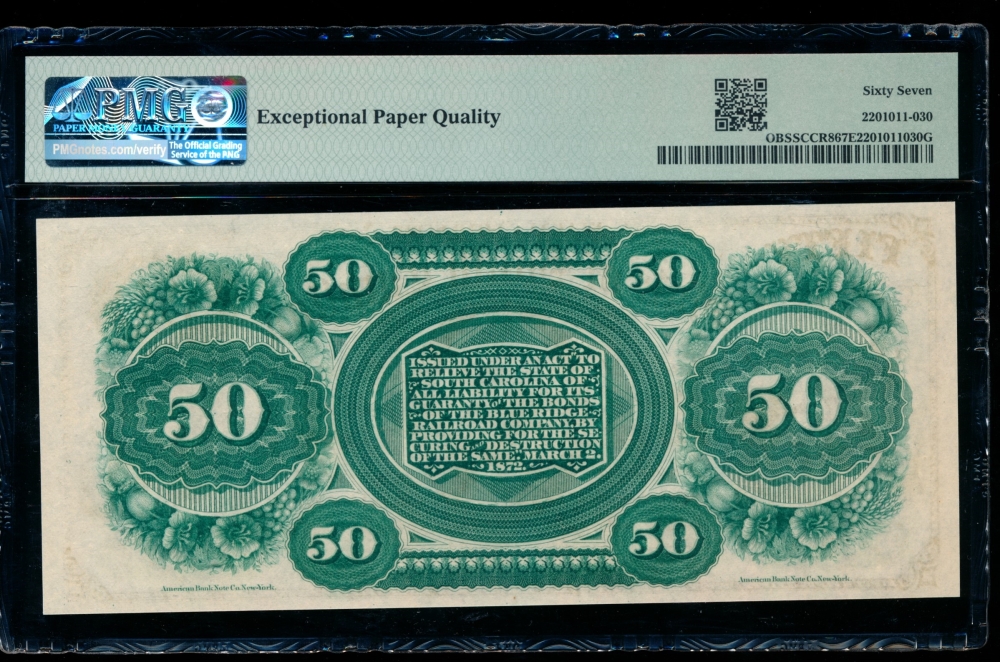 PMG
PAPER MONEY GUARANTY
PMGnotes.com/verify
The Official Grading
Service of the PNG
Exceptional Paper Quality
Sixty Seven
2201011-030
OBSSCCR867E2201011030G
50
50
50
50
ISSUED UNDER AN ACT TO
RELIEVE THE STATE OF
SOUTH CAROLINA OF
ALL LIABILITY FOR ITS
GUARANTY of THE BONDS
OF THE BLUE RIDGE
RAILROAD COMPANY, BY
PROVIDING FOR THE SE
CURING AND DESTRUCTION
OF THE SAME, MARCH 2.
1872.
50
50
American Bank Note Co. New-York.
American Bank Note Co. New-York.